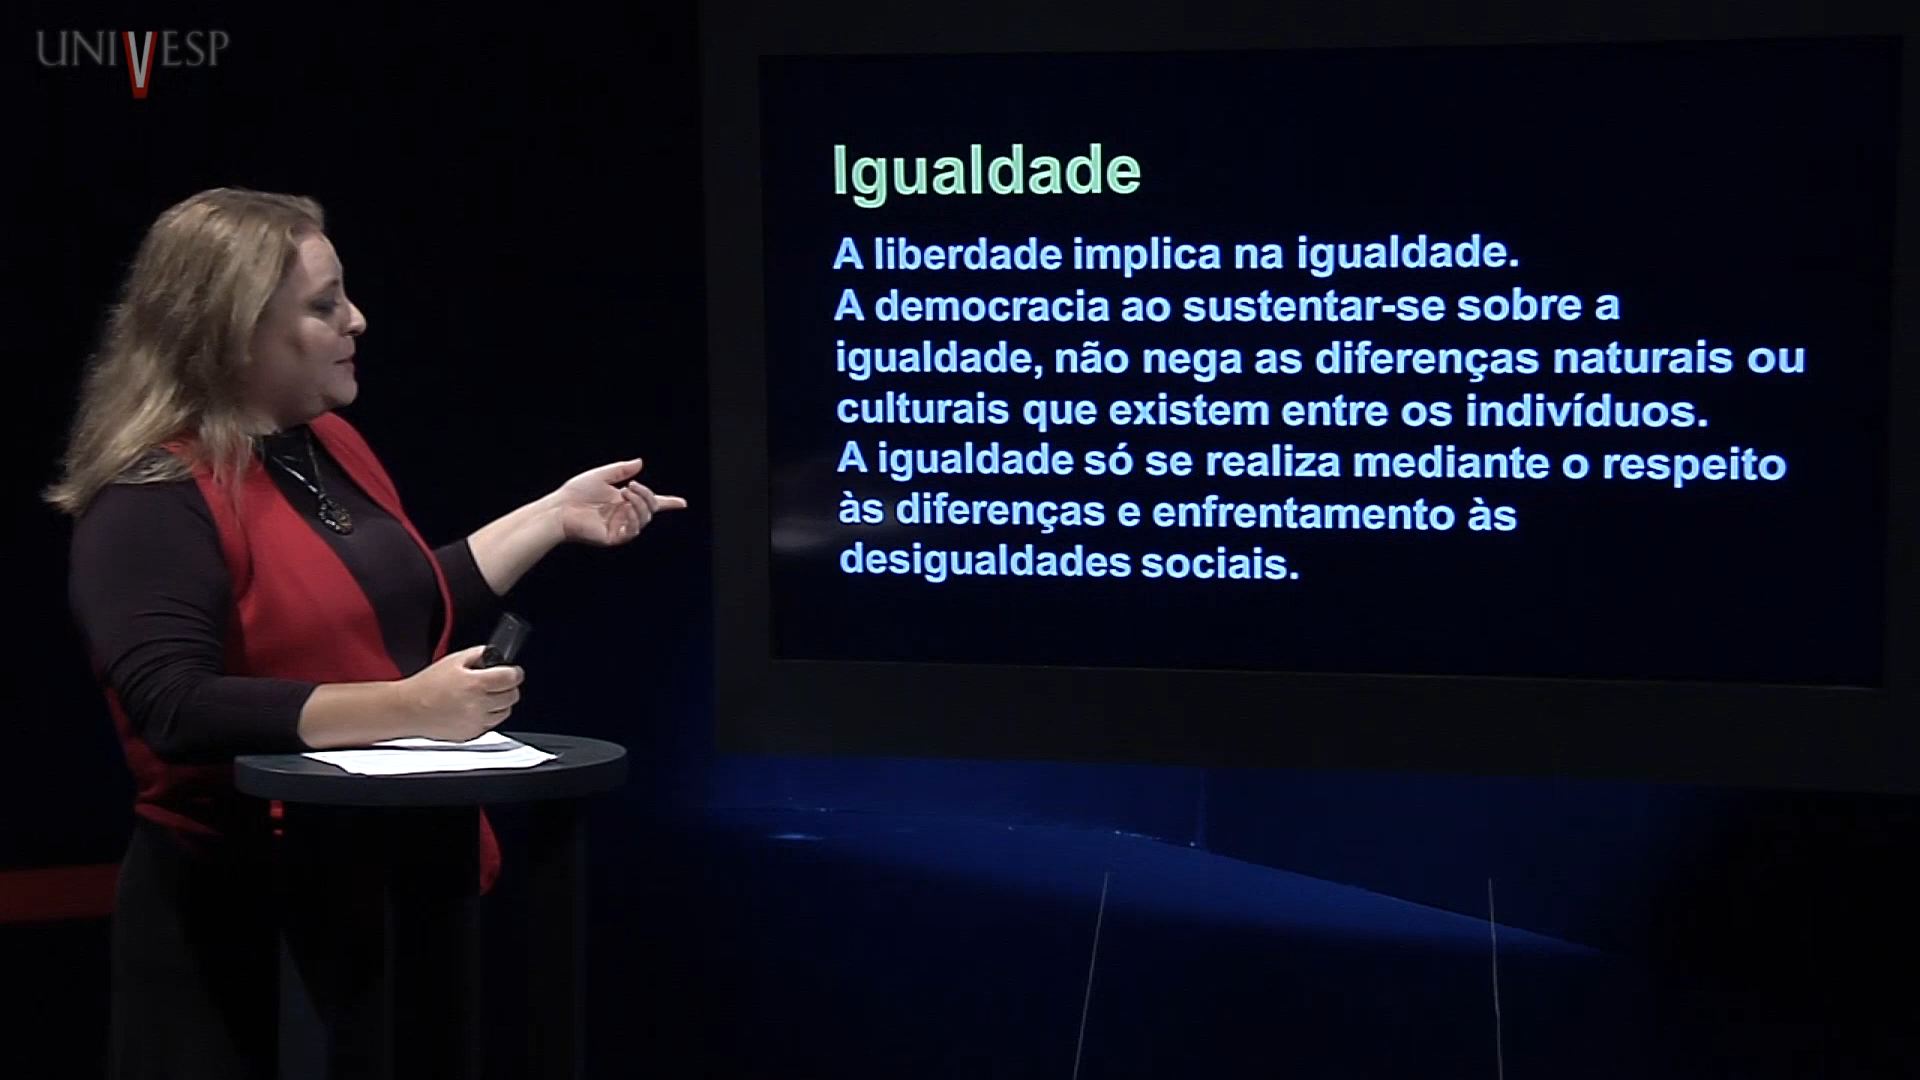 UNIVESP
Igualdade
A liberdade implica na igualdade.
A democracia ao sustentar-se sobre a
igualdade, não nega as diferenças naturais ou
culturais que existem entre os indivíduos.
A igualdade só se realiza mediante o respeito
às diferenças e enfrentamento às
desigualdades sociais.